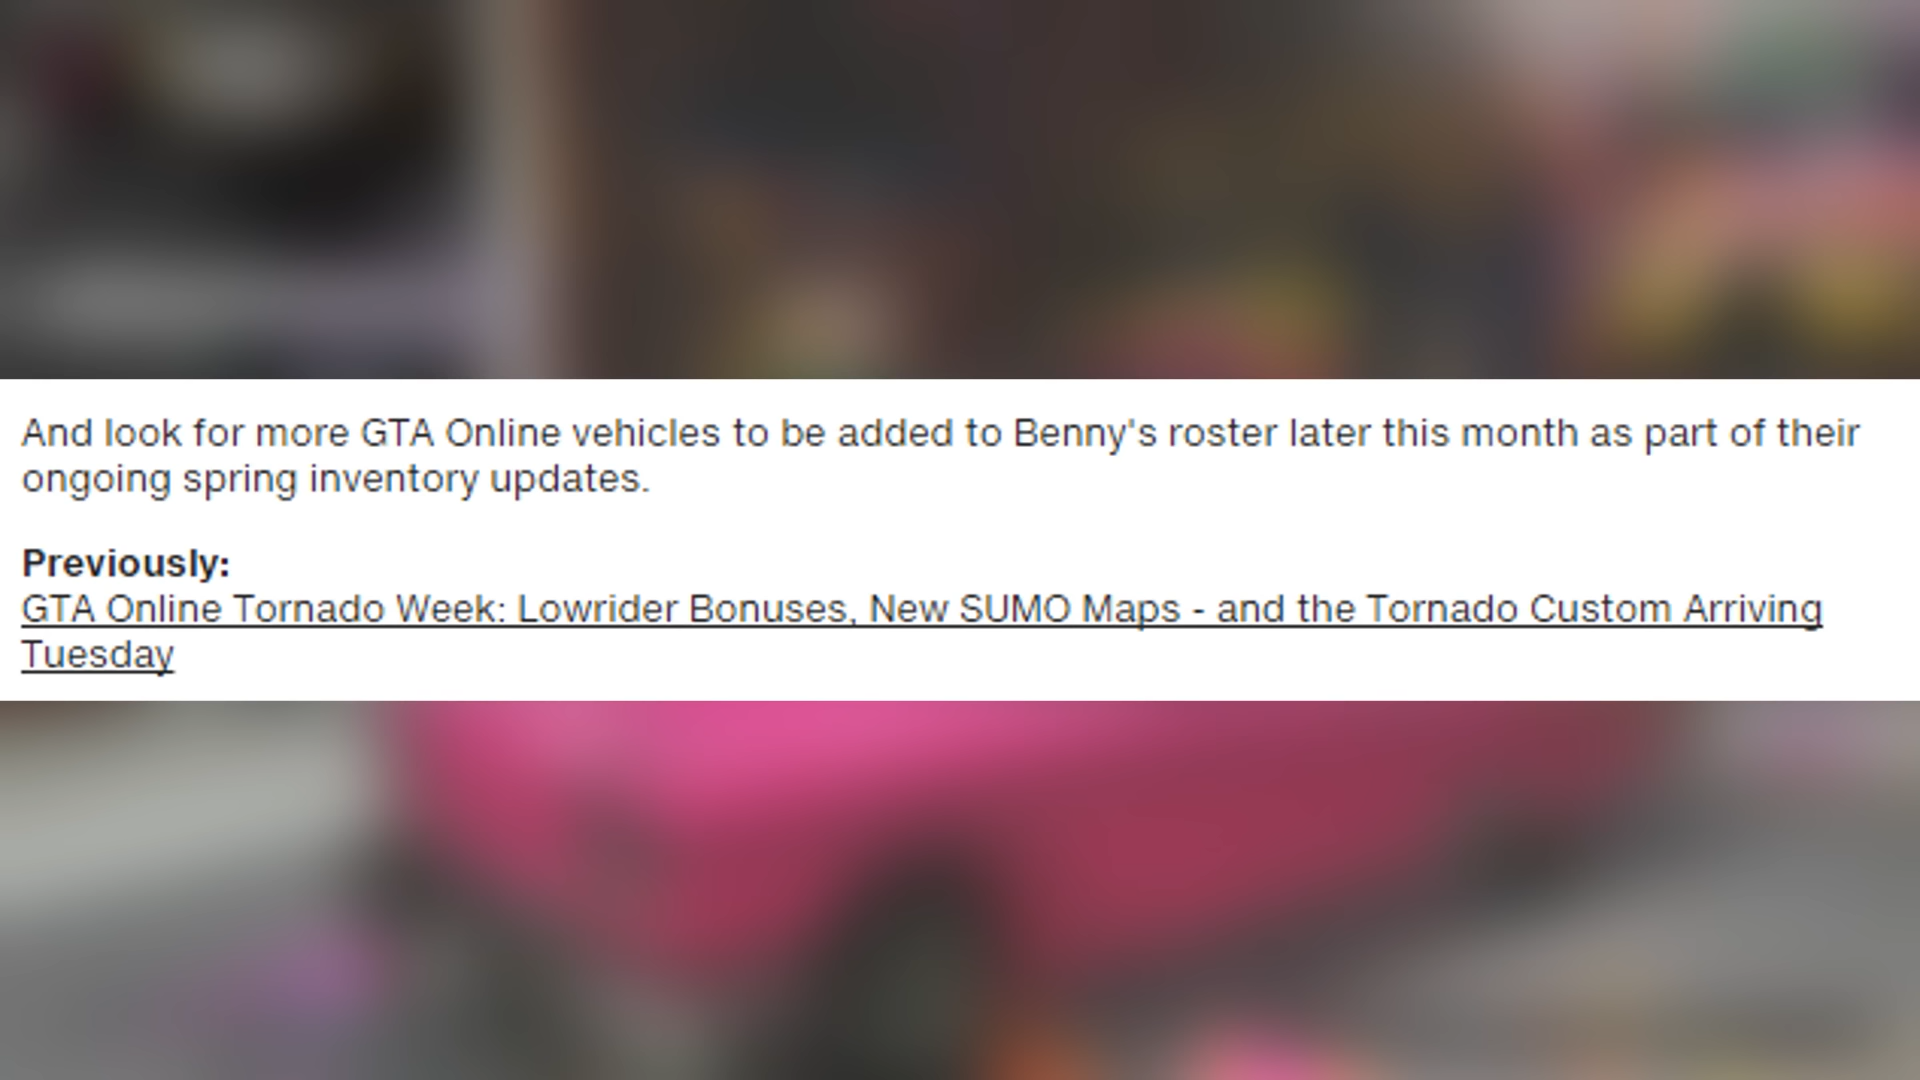 And look for more GTA Online vehicles to be added to Benny's roster later this month as part of their
ongoing spring inventory updates.
Previously:
GTA Online Tornado Week: Lowrider Bonuses, New SUMO Maps - and the Tornado Custom Arriving
Tuesday